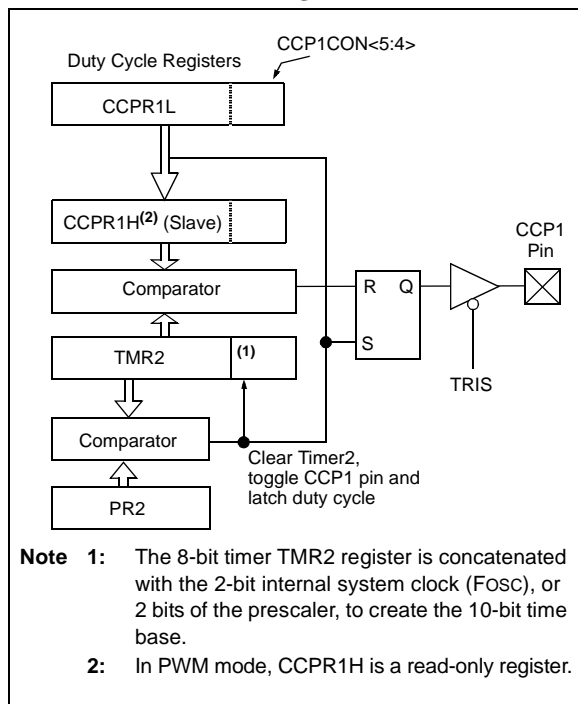 CCP1CON<5:4>
Duty Cycle Registers
CCPR1L
CCPR1H(2) (Slave)
CCP1
Pin
Comparator
R Q
TMR2
(1)
S
TRIS
Comparator
Clear Timer2,
toggle CCP1 pin and
latch duty cycle
PR2
Note 1: The 8-bit timer TMR2 register is concatenated
with the 2-bit internal system clock (FOSC), or
2 bits of the prescaler, to create the 10-bit time
base.
2: In PWM mode, CCPR1H is a read-only register.